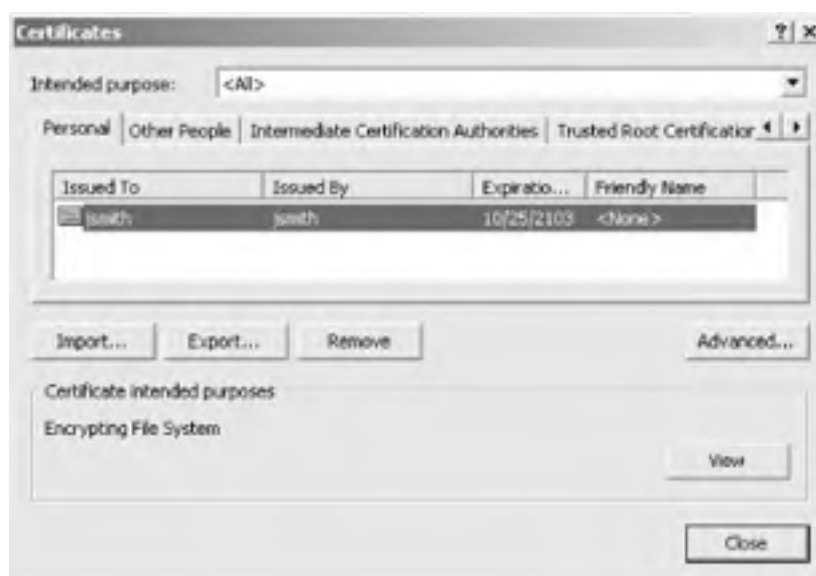 Certificates
Intended purpose: <All>
Personal Other People Intermediate Certification Authorities Trusted Root Certification
Issued To Issued By Expiratio... Friendly Name
jsmith jsmith 10/25/2103 <None>
Import... Export... Remove Advanced...
Certificate intended purposes
Encrypting File System
View
Close